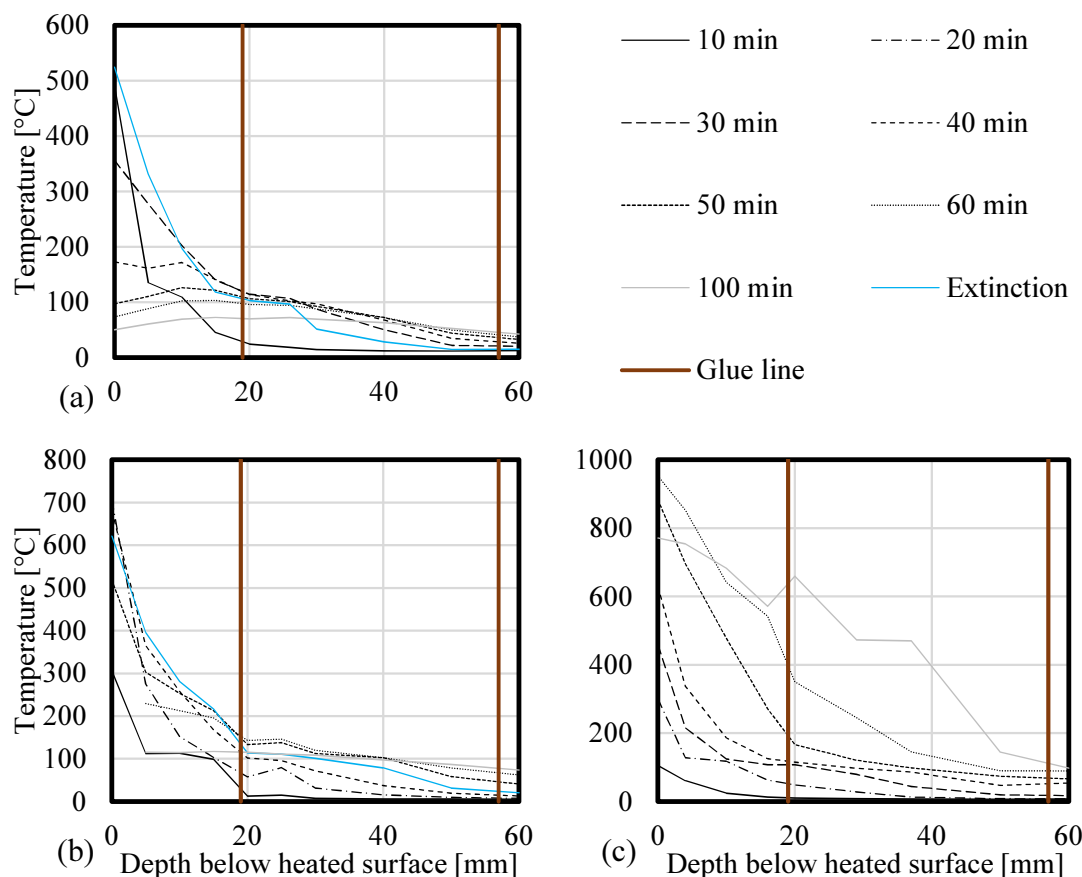 600
500
400
300
200
100
0
Temperature [°C]
0 20 40 60
(a)
10 min 20 min
30 min 40 min
50 min 60 min
100 min Extinction
Glue line
800
700
600
500
400
300
200
100
0
Temperature [°C]
0 20 40 60
(b) Depth below heated surface [mm]
1000
800
600
400
200
0
0 20 40 60
(c) Depth below heated surface [mm]